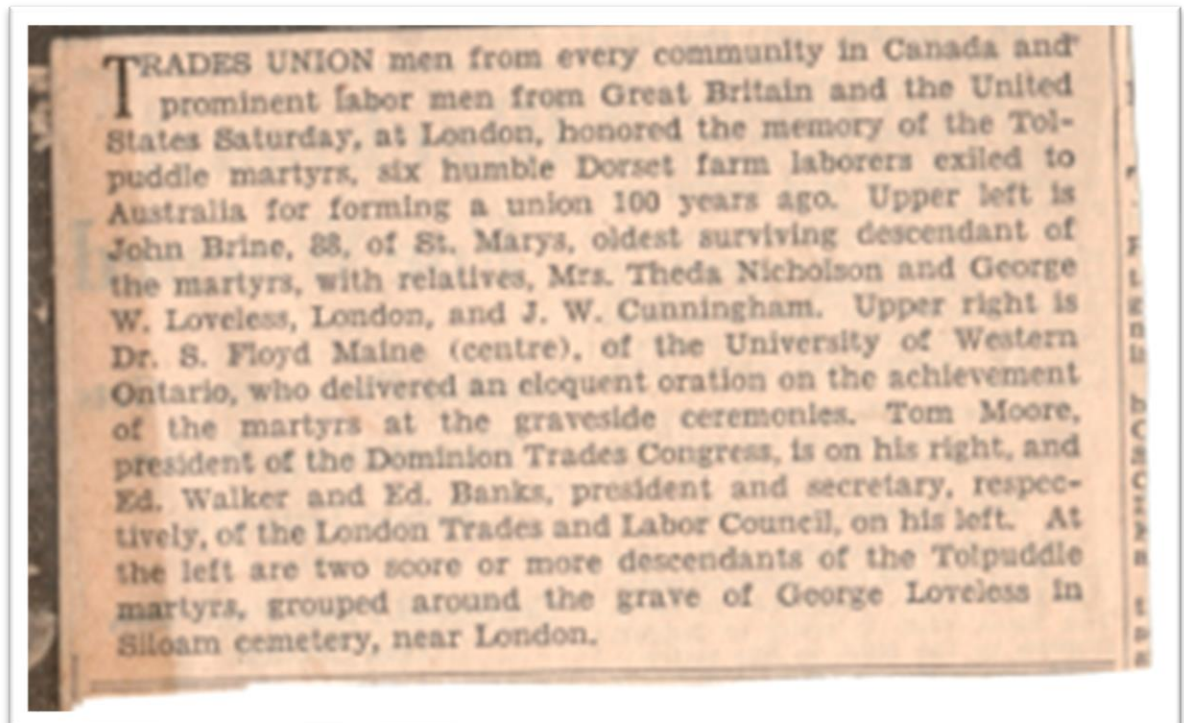 TRADES UNION men from every community in Canada and
prominent labor men from Great Britain and the United
States Saturday, at London, honored the memory of the Tol-
puddle martyrs, six humble Dorset farm laborers exiled to
Australia for forming a union 100 years ago. Upper left is
John Brine, 88, of St. Marys, oldest surviving descendant of
the martyrs, with relatives, Mrs. Theda Nicholson and George
W. Loveless, London, and J. W. Cunningham. Upper right is
Dr. S. Floyd Maine (centre), of the University of Western
Ontario, who delivered an eloquent oration on the achievement
of the martyrs at the graveside ceremonies. Tom Moore,
president of the Dominion Trades Congress, is on his right, and
Ed. Walker and Ed. Banks, president and secretary, respec-
tively, of the London Trades and Labor Council, on his left. At
the left are two score or more descendants of the Tolpuddle
martyrs, grouped around the grave of George Loveless in
Siloam cemetery, near London.